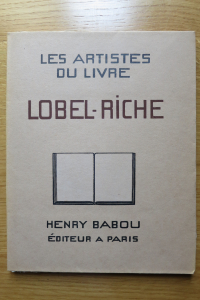 LES ARTISTES
DU LIVRE
LOBEL-RICHE
HENRY BABOU
ÉDITEUR A PARIS